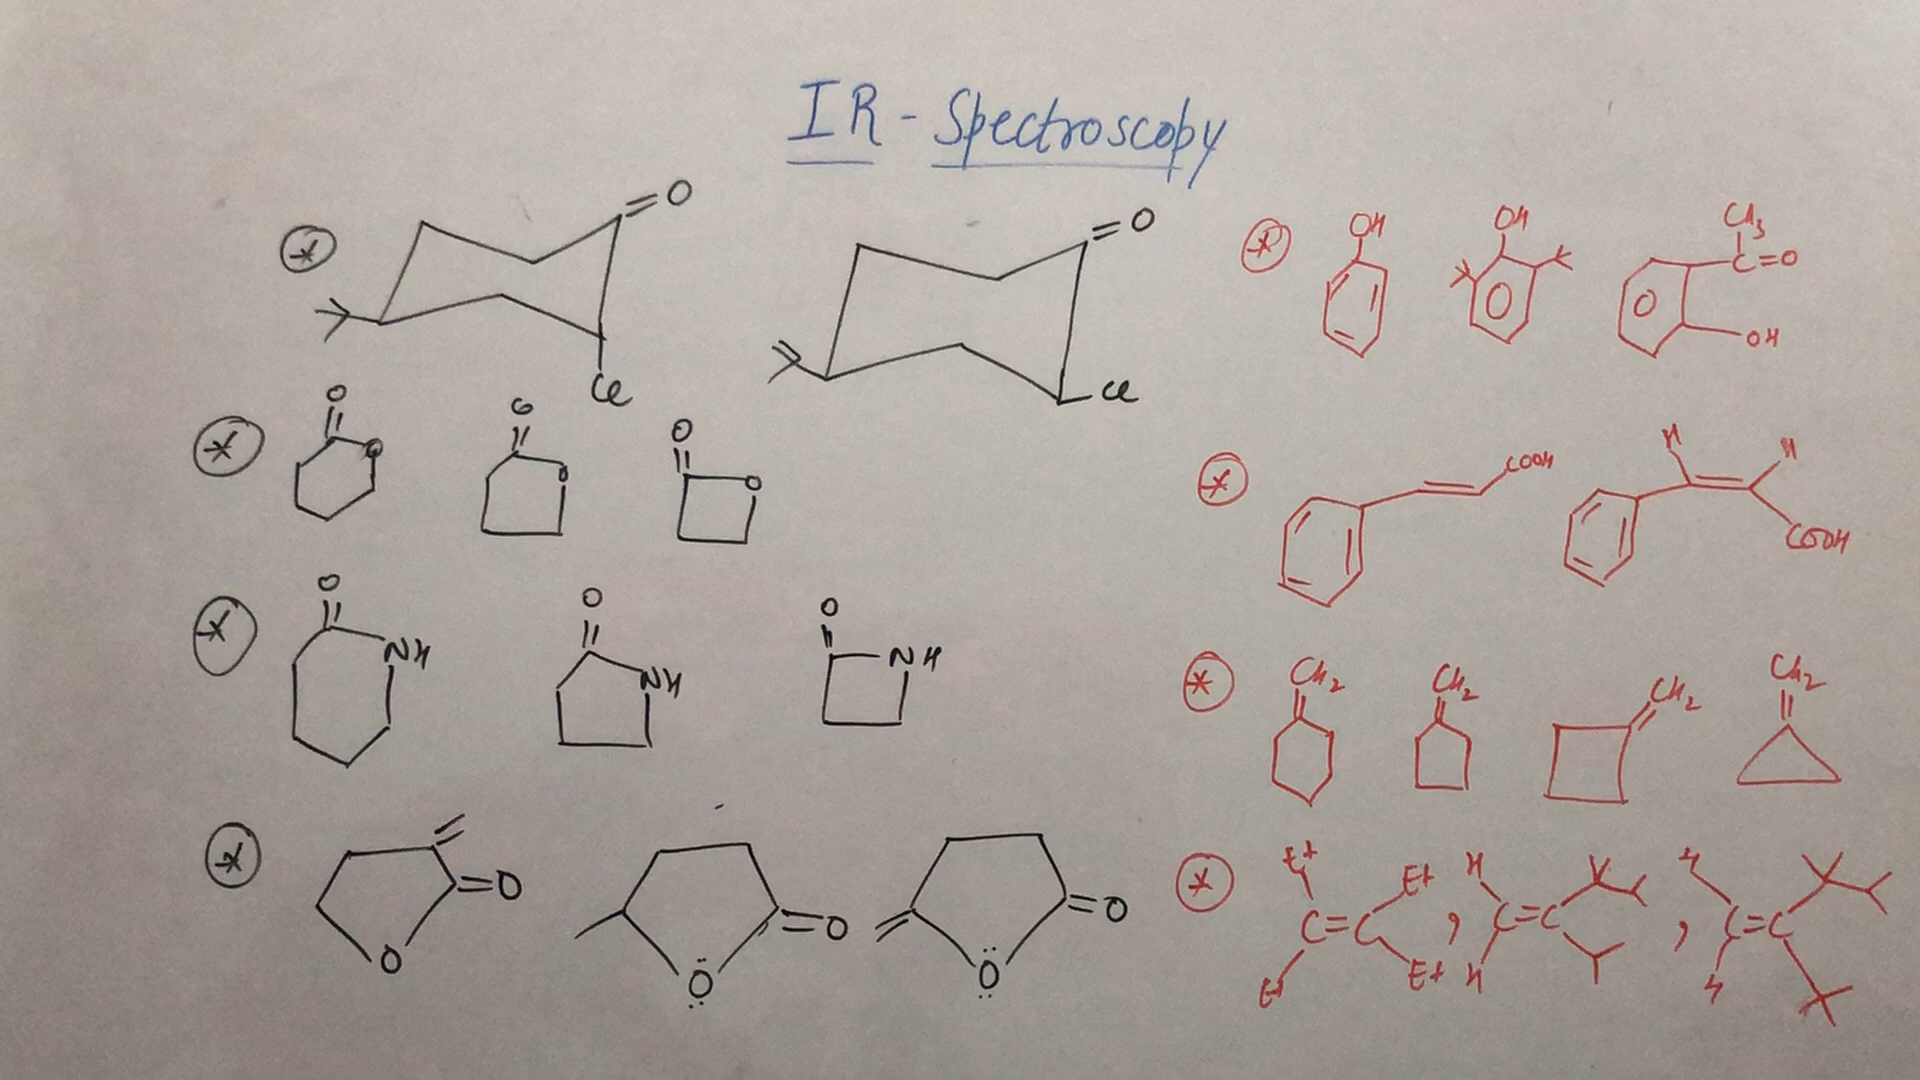 IR - Spectroscopy
O
Cl
O
Cl
OH
OH
CH3
C=O
OH
O
O
O
O
O
O
COOH
H
H
COOH
O
NH
O
NH
O
NH
CH2
CH2
CH2
CH2
O
O
O
O
O
O
Et
Et
C=C
Et
Et
,
H
C=C
H
,
H
C=C
H